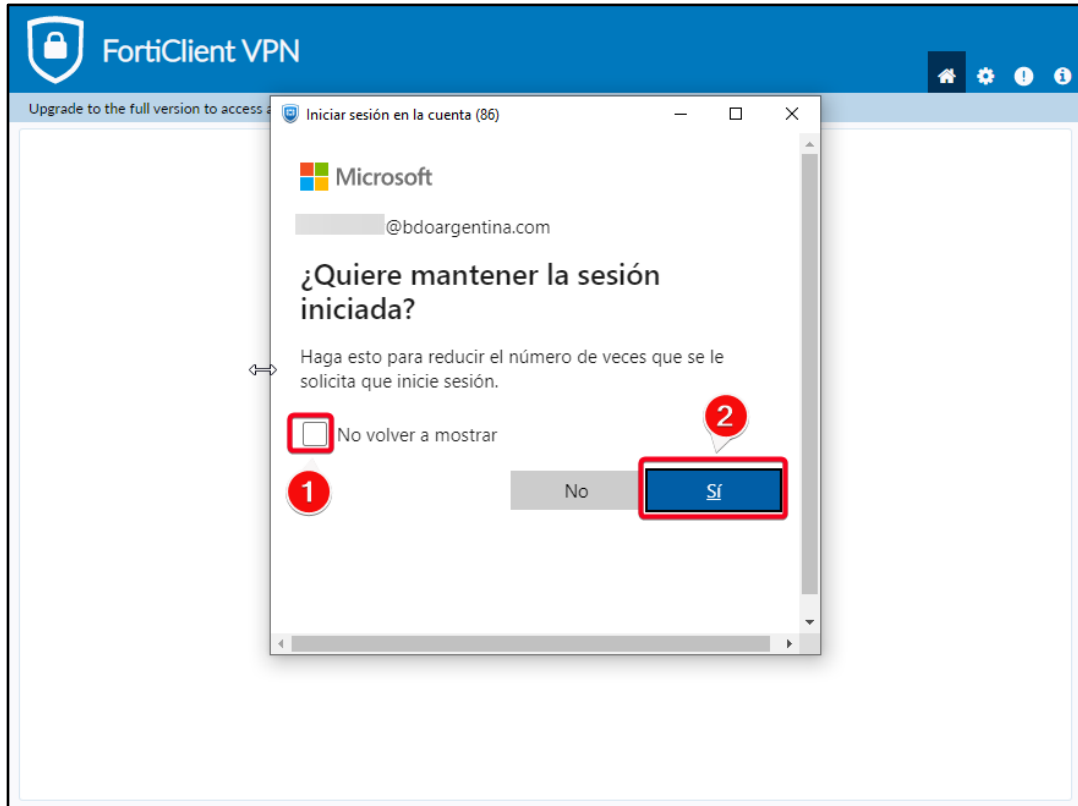 FortiClient VPN
Upgrade to the full version to access a
Iniciar sesión en la cuenta (86)
Microsoft
@bdoargentina.com
¿Quiere mantener la sesión
iniciada?
Haga esto para reducir el número de veces que se le
solicita que inicie sesión.
No volver a mostrar
2
1
No
Sí